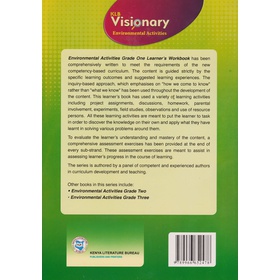 KLB
Visionary
Environmental Activities
Environmental Activities Grade One Learner's Workbook has been
comprehensively written to meet the requirements of the new
competency-based curriculum. The content is guided strictly by the
specific learning outcomes and suggested learning experiences. The
inquiry-based approach, which emphasises on "how we come to know"
rather than "what we know" has been used throughout the development of
the content. This learner's book has used a variety of learning activities
including project assignments, discussions, homework, parental
involvement, experiments, field studies, observations and use of resource
persons. All these learning activities are meant to put the learner to task in
order to discover the knowledge on their own and apply what they have
learnt in solving various problems around them.
To evaluate the learner's understanding and mastery of the content, a
comprehensive assessment exercises have been provided at the end of
every sub-strand. These assessment exercises are meant to assist in
assessing learner's progress in the course of learning.
The series is authored by a panel of competent and experienced authors
in curriculum development and teaching.
Other books in this series include:
• Environmental Activities Grade Two
• Environmental Activities Grade Three
KENYA LITERATURE BUREAU